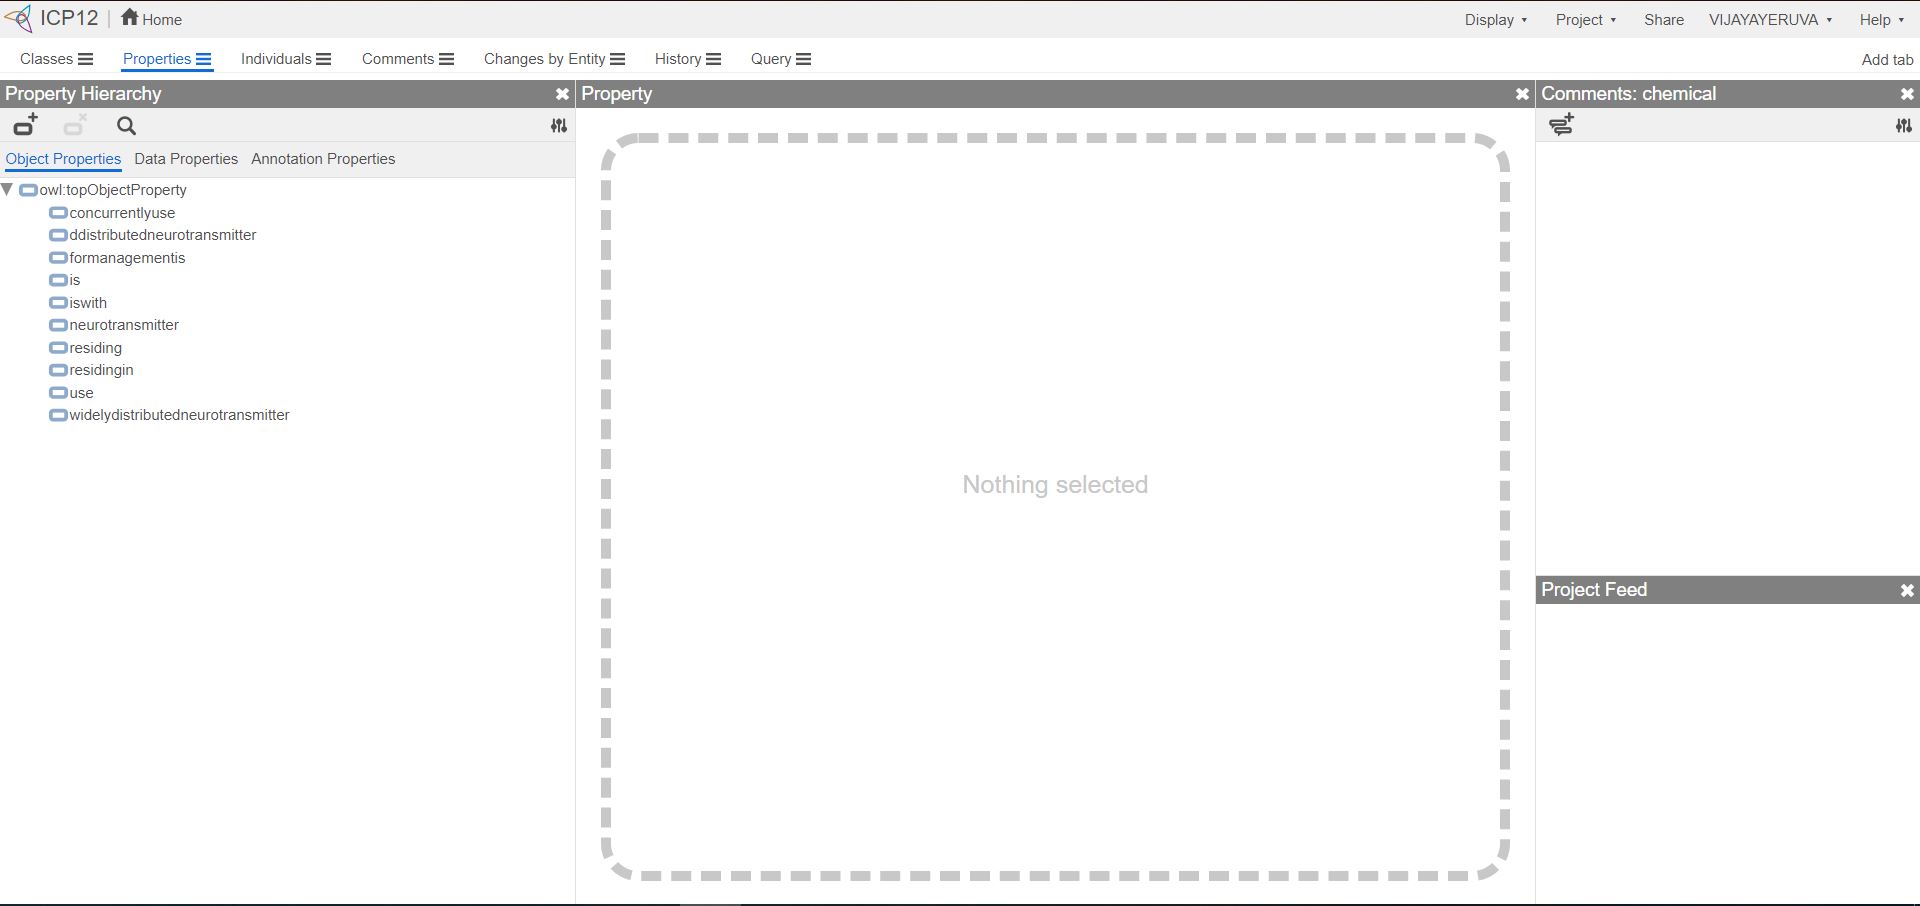 ICP12 Home Display Project Share VIJAYAYERUVA Help
Classes Properties Individuals Comments Changes by Entity History Query Add tab
Property Hierarchy
Object Properties Data Properties Annotation Properties
owl:topObjectProperty
concurrentlyuse
ddistributedneurotransmitter
formanagementis
is
iswith
neurotransmitter
residing
residingin
use
widelydistributedneurotransmitter
Property
Nothing selected
Comments: chemical
Project Feed